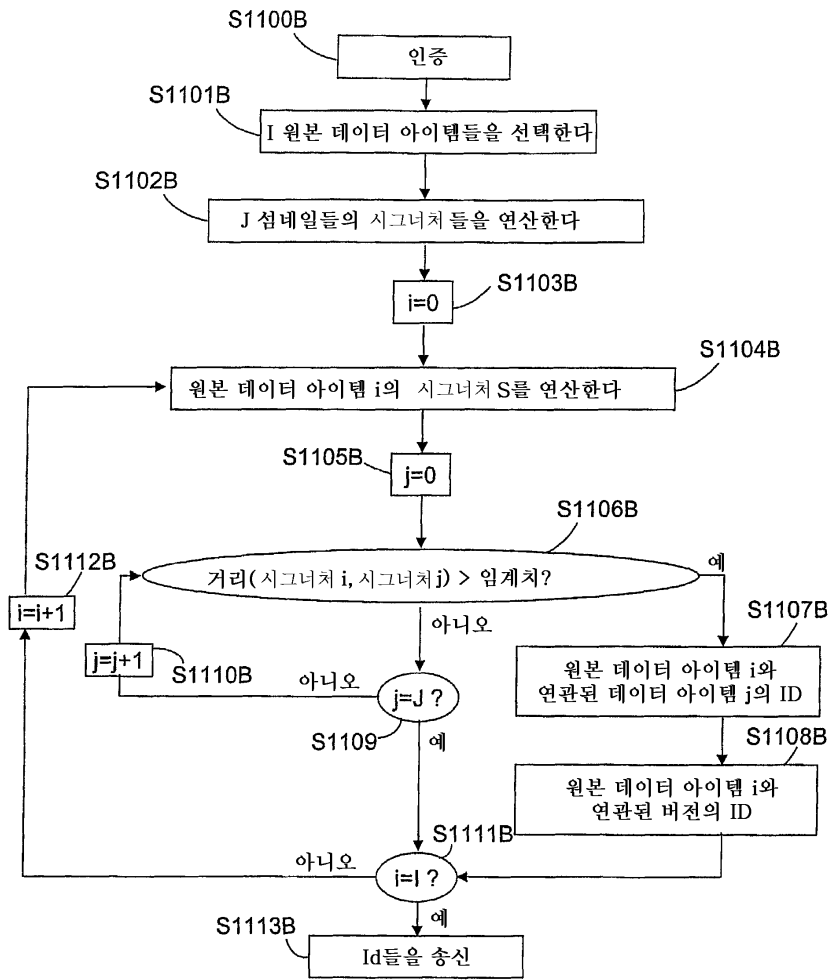 S1100B
인증
S1101B
I 원본 데이터 아이템들을 선택한다
S1102B
J 섬네일들의 시그너처 들을 연산한다
i=0
S1103B
S1104B
원본 데이터 아이템 i의 시그너처 S를 연산한다
S1105B
j=0
S1106B
거리(시그너처 i, 시그너처 j) > 임계치?
예
S1112B
i=i+1
아니오
S1107B
j=j+1
S1110B
아니오
j=J ?
원본 데이터 아이템 i와
연관된 데이터 아이템 j의 ID
S1109
예
S1108B
원본 데이터 아이템 i와
연관된 버전의 ID
S1111B
아니오
i=I ?
예
S1113B
Id들을 송신